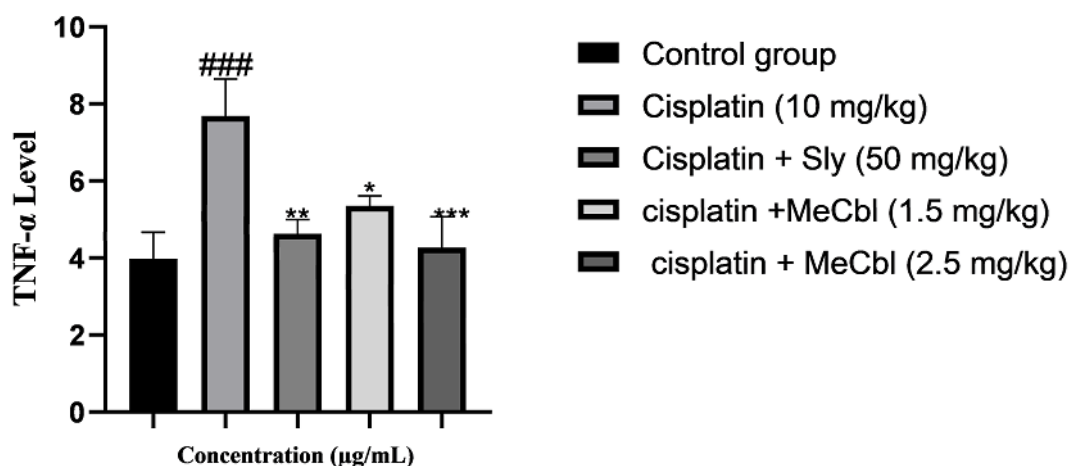 10
8
6
4
2
0
TNF-α Level
###
**
*
***
Concentration (μg/mL)
Control group
Cisplatin (10 mg/kg)
Cisplatin + Sly (50 mg/kg)
cisplatin +MeCbl (1.5 mg/kg)
cisplatin + MeCbl (2.5 mg/kg)